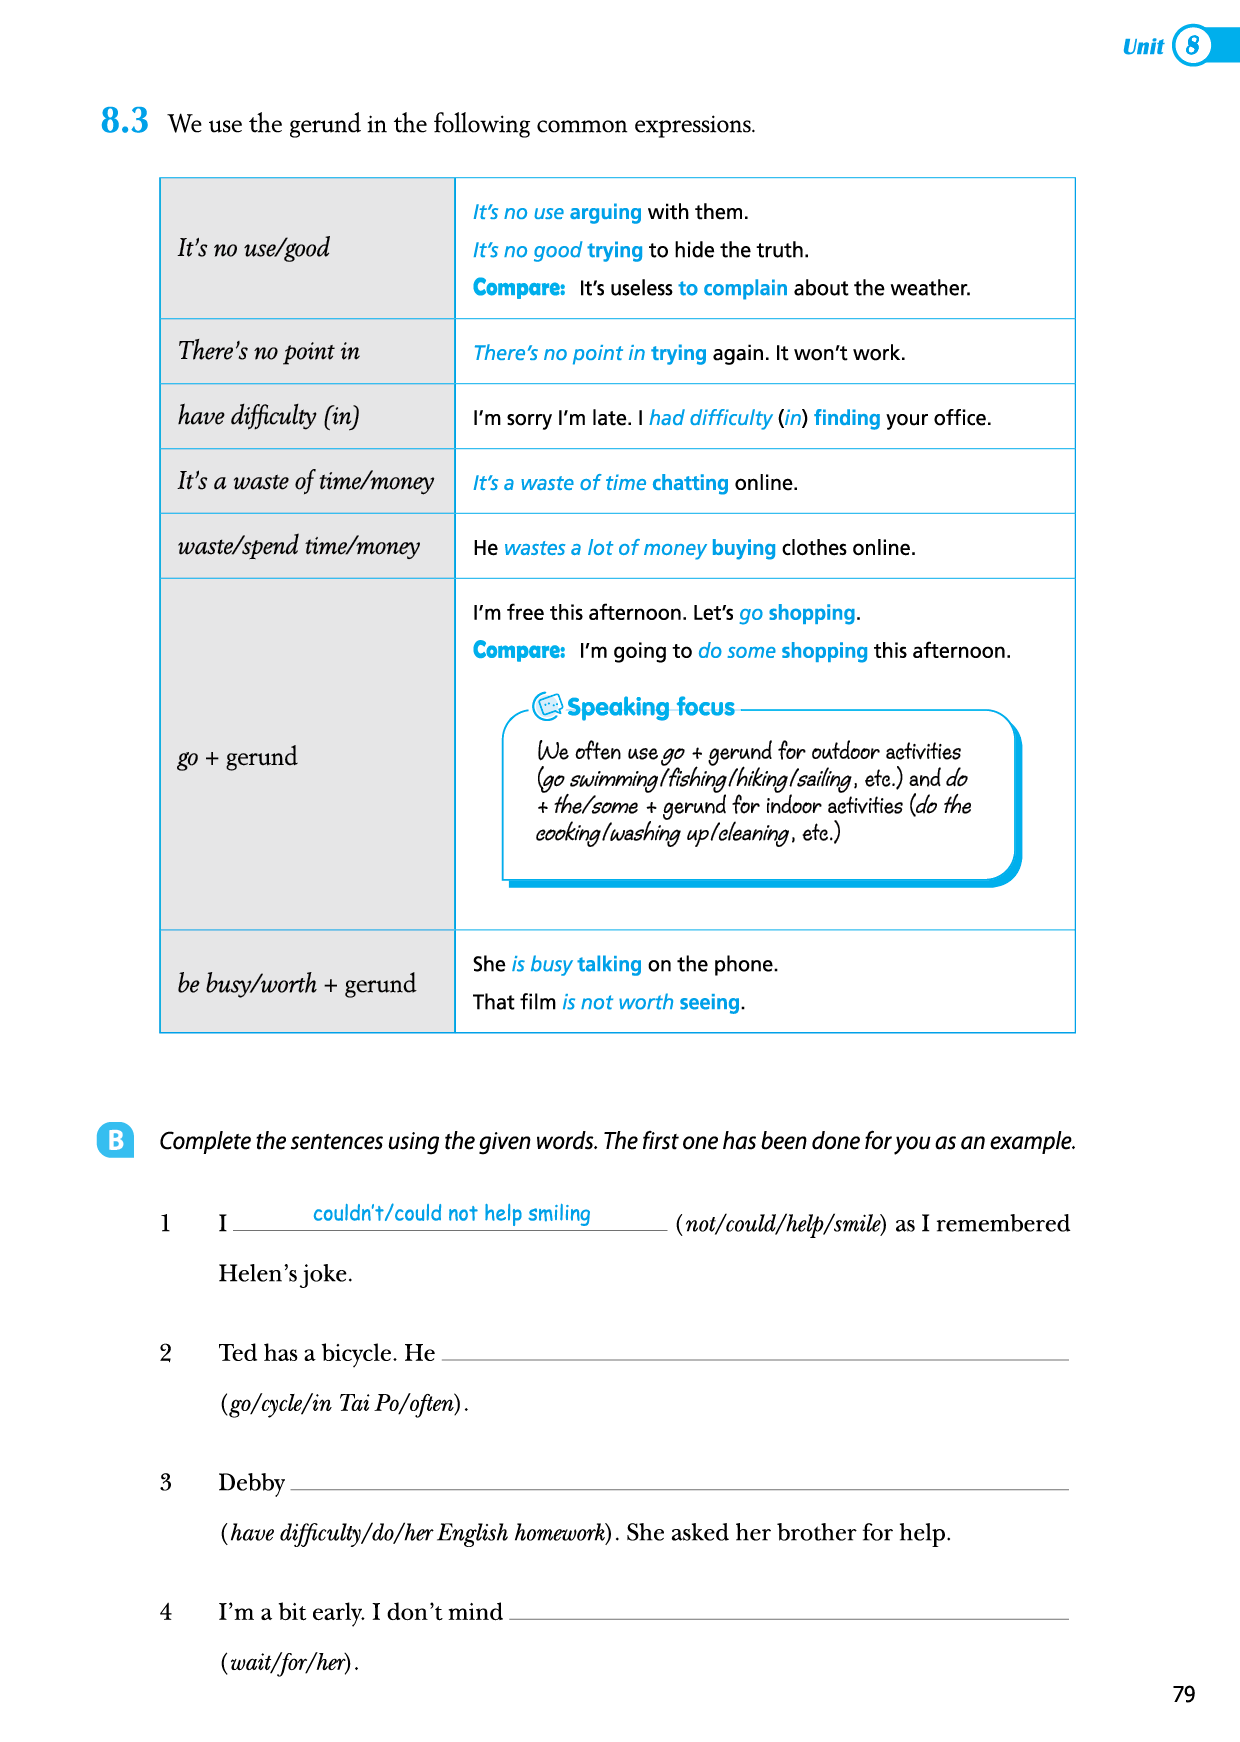 Unit 8
8.3 We use the gerund in the following common expressions.
It's no use/good
It's no use arguing with them.
It's no good trying to hide the truth.
Compare: It's useless to complain about the weather.
There's no point in
There's no point in trying again. It won't work.
have difficulty (in)
I'm sorry I'm late. I had difficulty (in) finding your office.
It's a waste of time/money
It's a waste of time chatting online.
waste/spend time/money
He wastes a lot of money buying clothes online.
go + gerund
I'm free this afternoon. Let's go shopping.
Compare: I'm going to do some shopping this afternoon.
Speaking focus
We often use go + gerund for outdoor activities
(go swimming/fishing/hiking/sailing, etc.) and do
+ the/some + gerund for indoor activities (do the
cooking/washing up/cleaning, etc.)
be busy/worth + gerund
She is busy talking on the phone.
That film is not worth seeing.
B Complete the sentences using the given words. The first one has been done for you as an example.
1 I couldn't/could not help smiling (not/could/help/smile) as I remembered
Helen's joke.
2 Ted has a bicycle. He
(go/cycle/in Tai Po/often).
3 Debby
(have difficulty/do/her English homework). She asked her brother for help.
4 I'm a bit early. I don't mind
(wait/for/her).
79